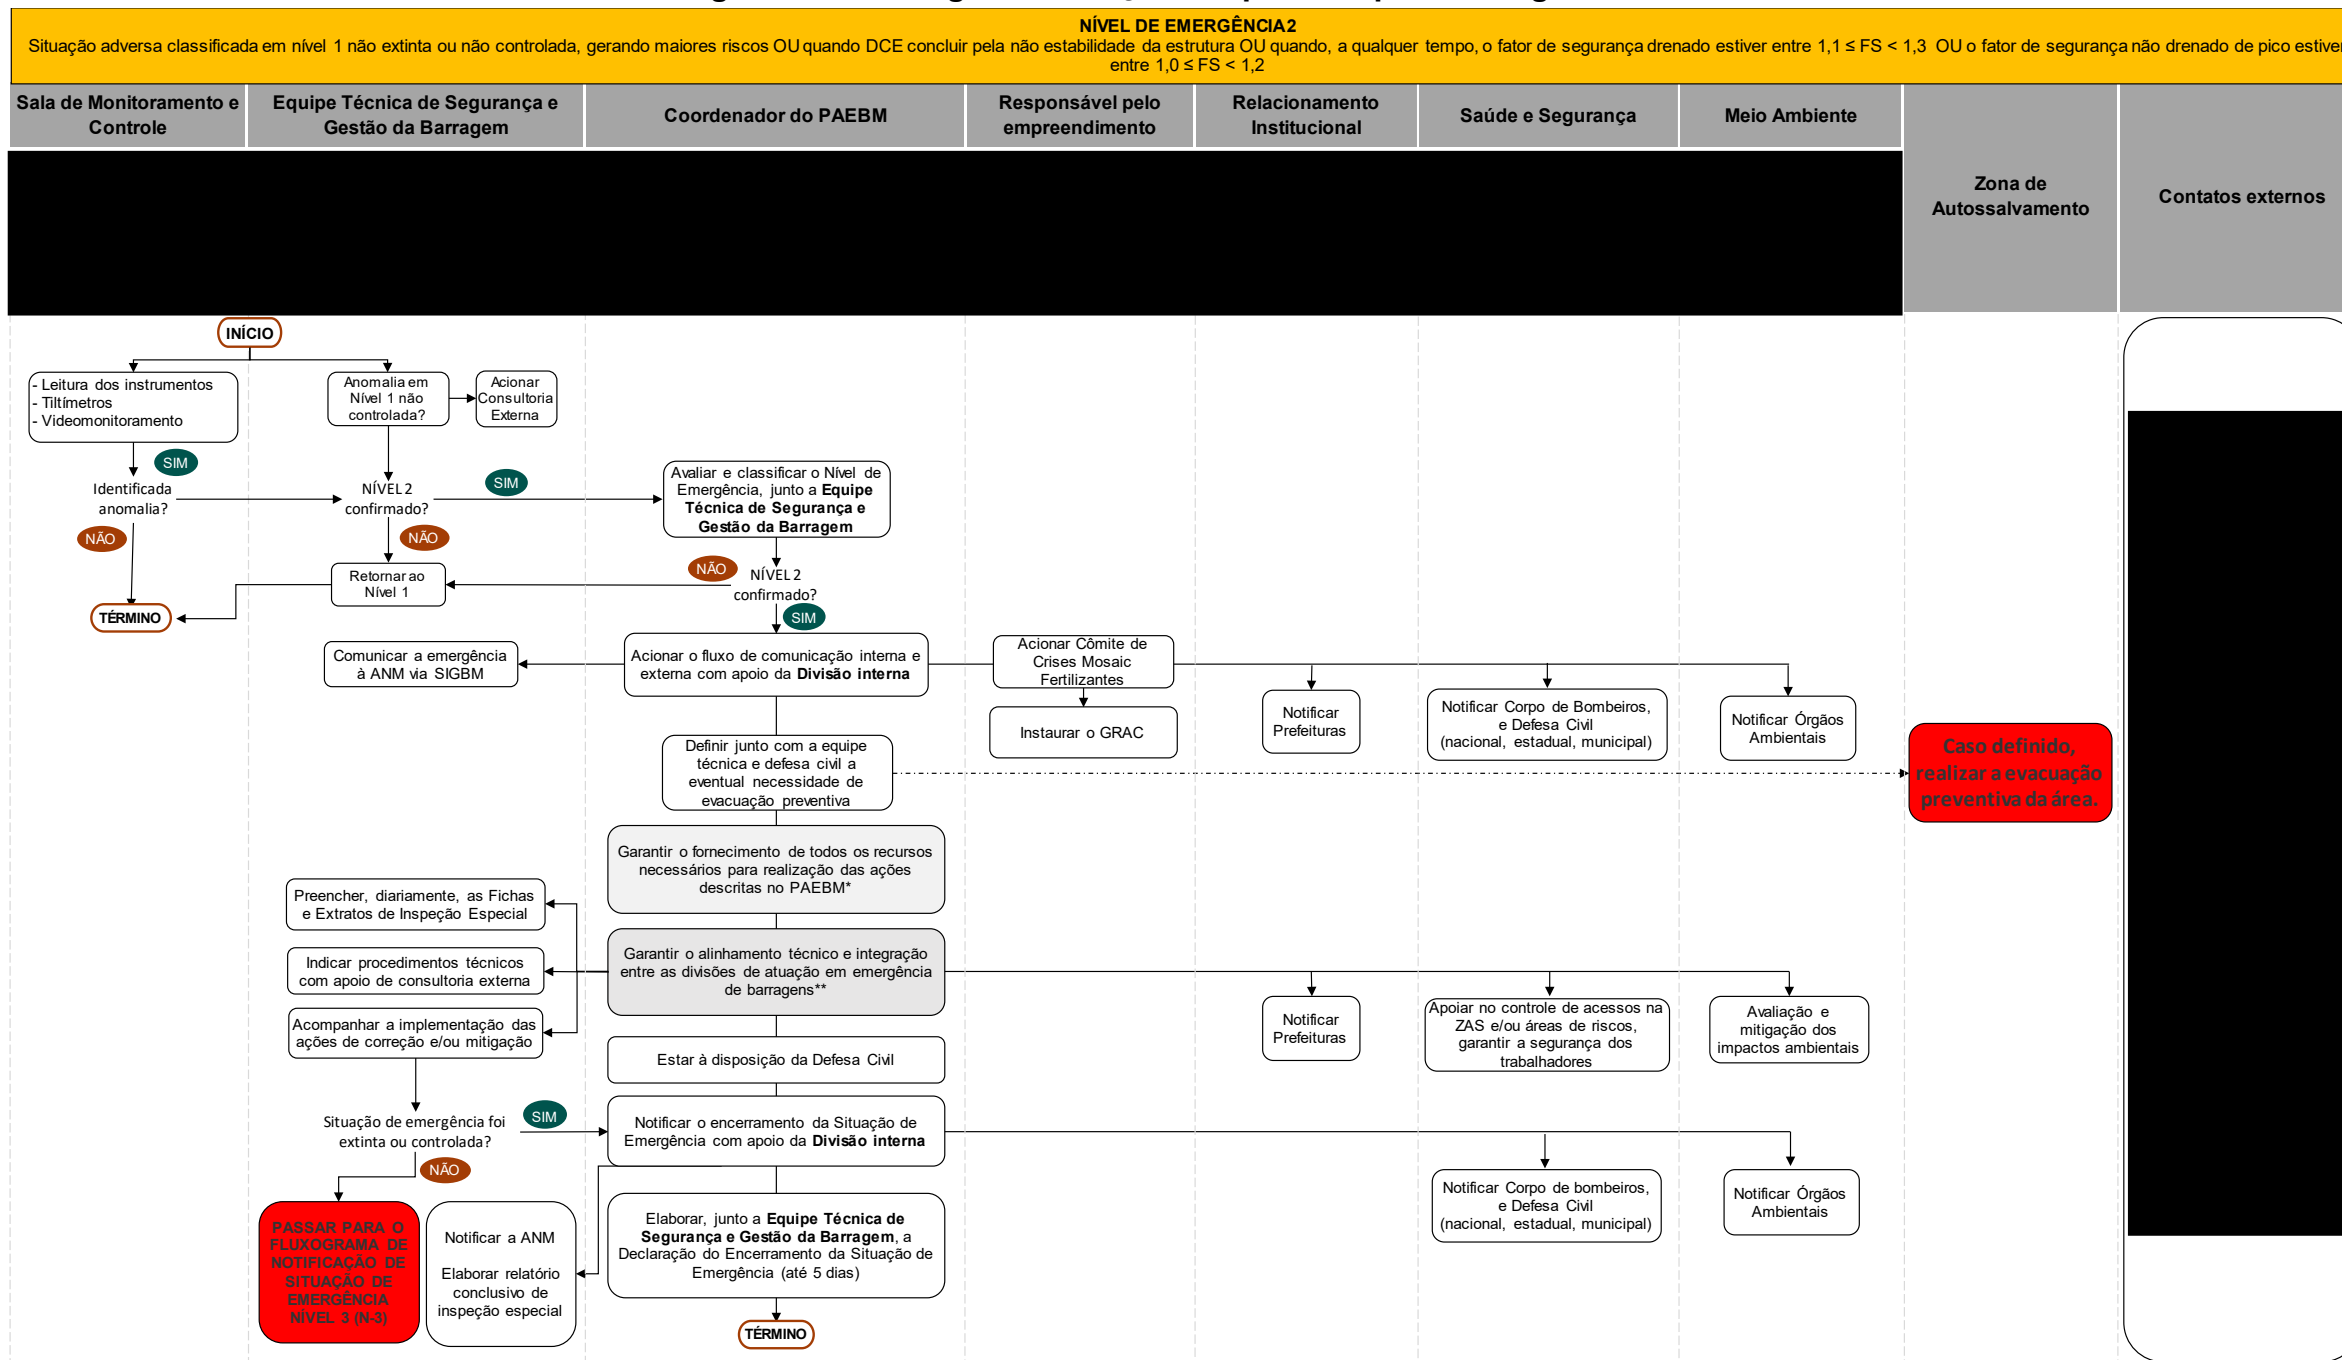 NÍVEL DE EMERGÊNCIA2
Situação adversa classificada em nível 1 não extinta ou não controlada, gerando maiores riscos OU quando DCE concluir pela não estabilidade da estrutura OU quando, a qualquer tempo, o fator de segurança drenado estiver entre 1,1 ≤ FS < 1,3 OU o fator de segurança não drenado de pico estiver
entre 1,0 ≤ FS < 1,2
Sala de Monitoramento e
Controle
Equipe Técnica de Segurança e
Gestão da Barragem
Coordenador do PAEBM
Responsável pelo
empreendimento
Relacionamento
Institucional
Saúde e Segurança
Meio Ambiente
Zona de
Autossalvamento
Contatos externos
INÍCIO
- Leitura dos instrumentos
- Tiltímetros
- Videomonitoramento
Anomalia em
Nível 1 não
controlada?
Acionar
Consultoria
Externa
SIM
Identificada
anomalia?
NÃO
NÍVEL 2
confirmado?
SIM
NÃO
Avaliar e classificar o Nível de
Emergência, junto a Equipe
Técnica de Segurança e
Gestão da Barragem
NÃO
NÍVEL 2
confirmado?
SIM
Retornar ao
Nível 1
TÉRMINO
Comunicar a emergência
à ANM via SIGBM
Acionar o fluxo de comunicação interna e
externa com apoio da Divisão interna
Acionar Cômite de
Crises Mosaic
Fertilizantes
Instaurar o GRAC
Notificar
Prefeituras
Notificar Corpo de Bombeiros,
e Defesa Civil
(nacional, estadual, municipal)
Notificar Órgãos
Ambientais
Definir junto com a equipe
técnica e defesa civil a
eventual necessidade de
evacuação preventiva
Caso definido,
realizar a evacuação
preventiva da área.
Garantir o fornecimento de todos os recursos
necessários para realização das ações
descritas no PAEBM*
Preencher, diariamente, as Fichas
e Extratos de Inspeção Especial
Garantir o alinhamento técnico e integração
entre as divisões de atuação em emergência
de barragens**
Indicar procedimentos técnicos
com apoio de consultoria externa
Acompanhar a implementação das
ações de correção e/ou mitigação
Notificar
Prefeituras
Apoiar no controle de acessos na
ZAS e/ou áreas de riscos,
garantir a segurança dos
trabalhadores
Avaliação e
mitigação dos
impactos ambientais
Estar à disposição da Defesa Civil
Situação de emergência foi
extinta ou controlada?
SIM
NÃO
Notificar o encerramento da Situação de
Emergência com apoio da Divisão interna
Notificar Corpo de bombeiros,
e Defesa Civil
(nacional, estadual, municipal)
Notificar Órgãos
Ambientais
PASSAR PARA O
FLUXOGRAMA DE
NOTIFICAÇÃO DE
SITUAÇÃO DE
EMERGÊNCIA
NÍVEL 3 (N-3)
Notificar a ANM
Elaborar relatório
conclusivo de
inspeção especial
Elaborar, junto a Equipe Técnica de
Segurança e Gestão da Barragem, a
Declaração do Encerramento da Situação de
Emergência (até 5 dias)
TÉRMINO